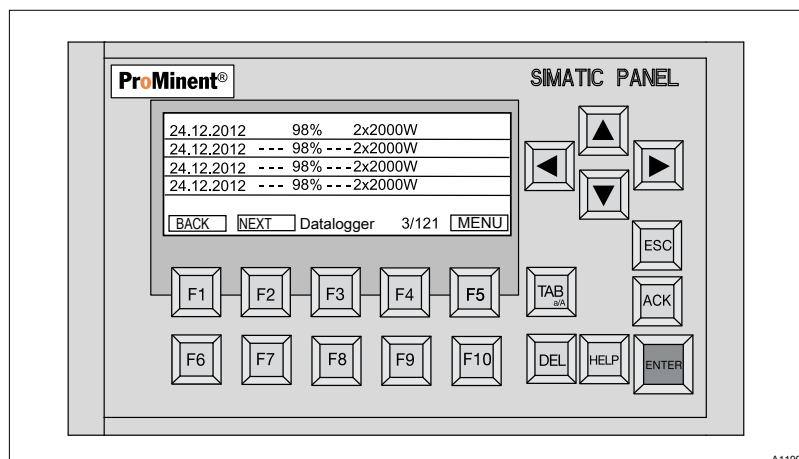 ProMinent®
SIMATIC PANEL
24.12.2012 98% 2x2000W
24.12.2012 --- 98% ---2x2000W
24.12.2012 --- 98% ---2x2000W
24.12.2012 --- 98% ---2x2000W
BACK NEXT Datalogger 3/121 MENU
ESC
F1 F2 F3 F4 F5 TAB a/A ACK
F6 F7 F8 F9 F10 DEL HELP ENTER